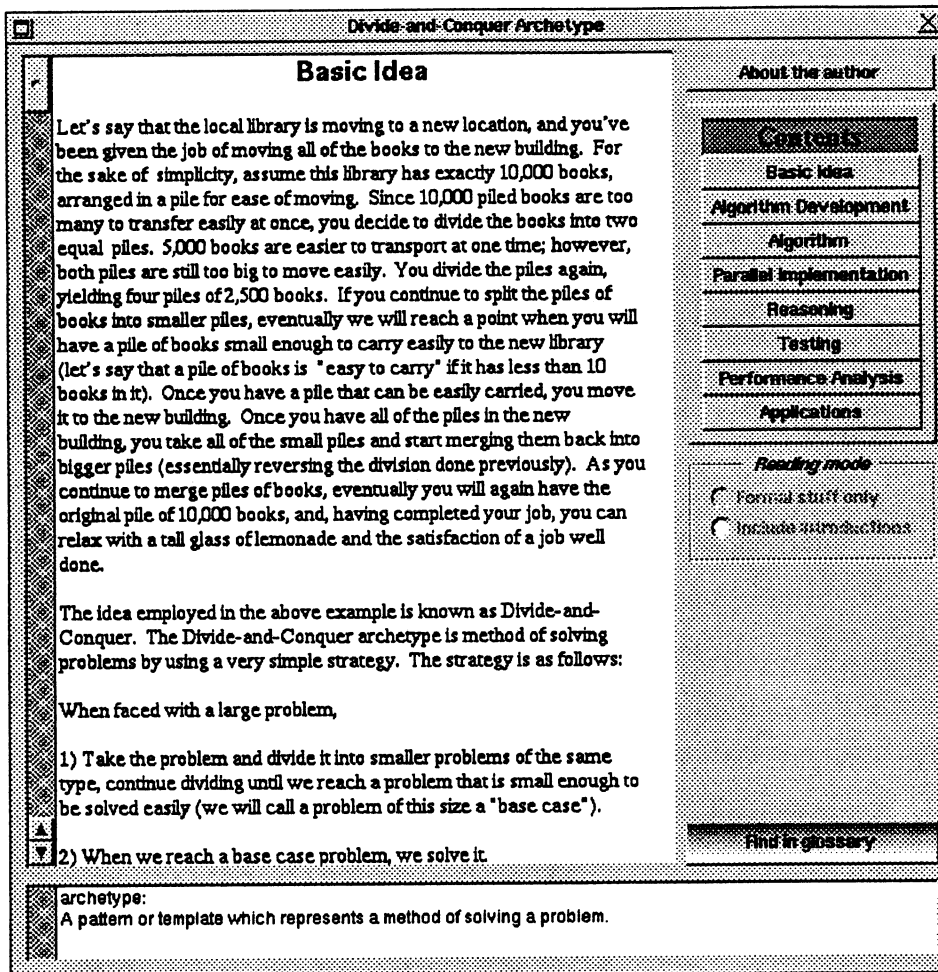 Divide-and-Conquer Archetype
Basic Idea
Let's say that the local library is moving to a new location, and you've
been given the job of moving all of the books to the new building.  For
the sake of  simplicity, assume this library has exactly 10,000 books,
arranged in a pile for ease of moving.  Since 10,000 piled books are too
many to transfer easily at once, you decide to divide the books into two
equal piles. 5,000 books are easier to transport at one time; however,
both piles are still too big to move easily.  You divide the piles again,
yielding four piles of 2,500 books.  If you continue to split the piles of
books into smaller piles, eventually we will reach a point when you will
have a pile of books small enough to carry easily to the new library
(let's say that a pile of books is "easy to carry" if it has less than 10
books in it).  Once you have a pile that can be easily carried, you move
it to the new building.  Once you have all of the piles in the new
building, you take all of the small piles and start merging them back into
bigger piles (essentially reversing the division done previously).  As you
continue to merge piles of books, eventually you will again have the
original pile of 10,000 books, and, having completed your job, you can
relax with a tall glass of lemonade and the satisfaction of a job well
done.
The idea employed in the above example is known as Divide-and-
Conquer.  The Divide-and-Conquer archetype is method of solving
problems by using a very simple strategy.  The strategy is as follows:
When faced with a large problem,
1) Take the problem and divide it into smaller problems of the same
type, continue dividing until we reach a problem that is small enough to
be solved easily (we will call a problem of this size a "base case").
2) When we reach a base case problem, we solve it.
About the author
Contents
Basic Idea
Algorithm Development
Algorithm
Parallel Implementation
Reasoning
Testing
Performance Analysis
Applications
Reading mode
Formal stuff only
Include introductions
Find in glossary
archetype:
A pattern or template which represents a method of solving a problem.